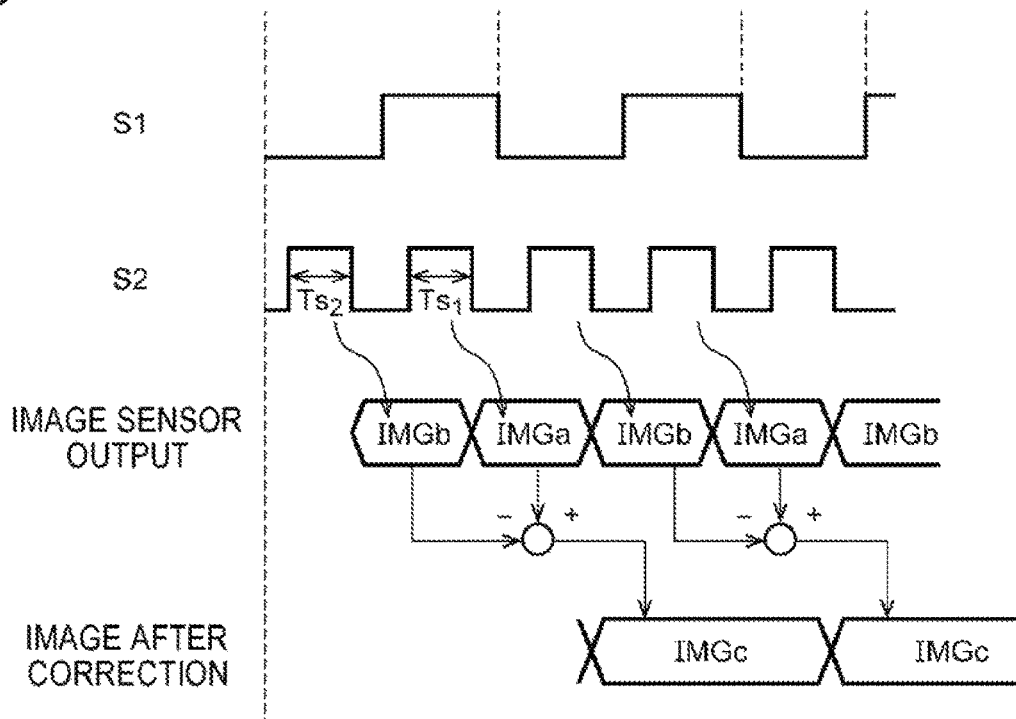 S1
S2
Ts2
Ts1
IMAGE SENSOR
OUTPUT
IMGb
IMGa
IMGb
IMGa
IMGb
− +
− +
IMAGE AFTER
CORRECTION
IMGc
IMGc